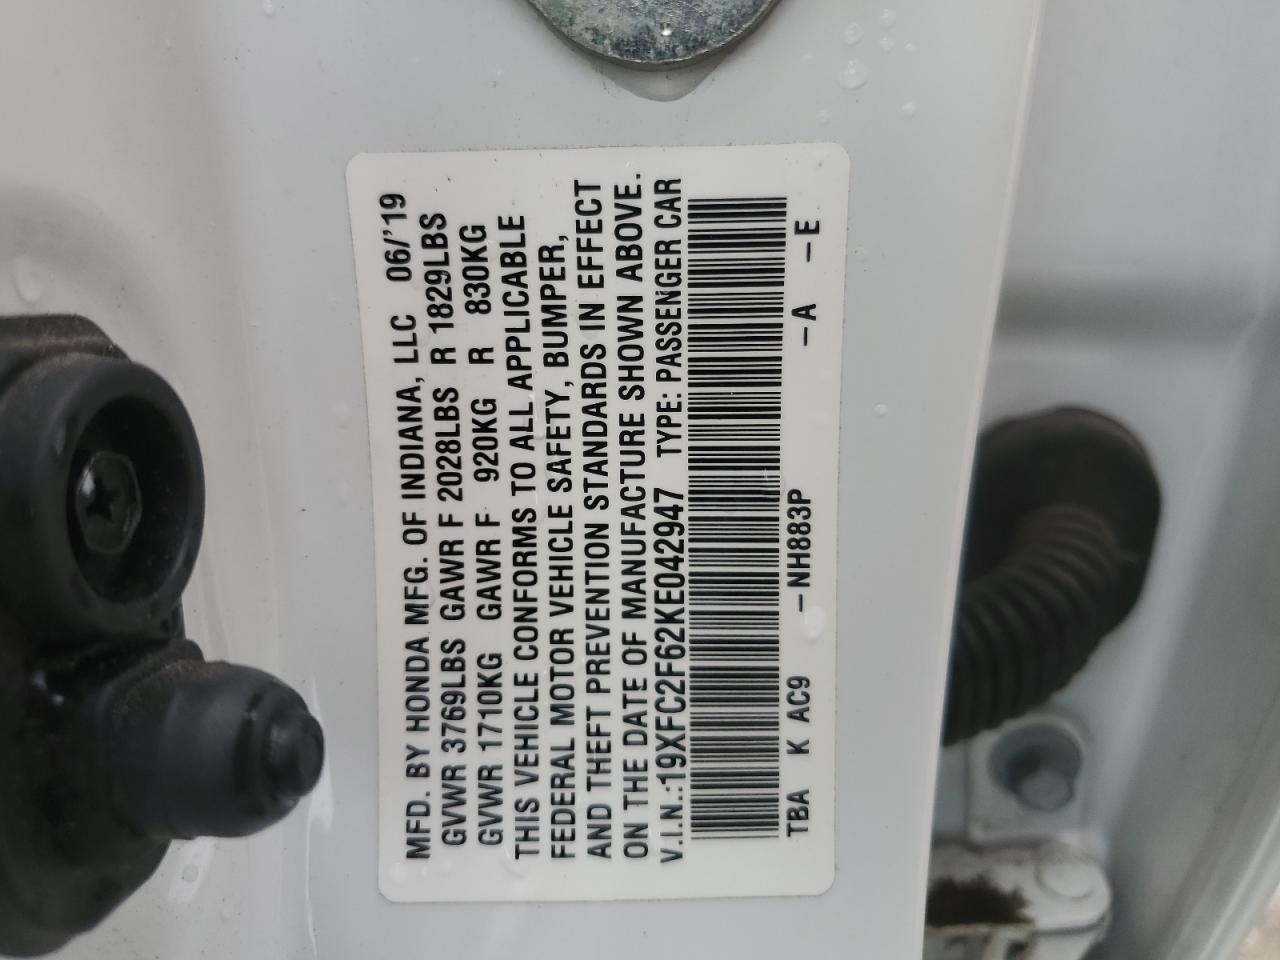 MFD. BY HONDA MFG. OF INDIANA, LLC 06/'19
GVWR 3769LBS GAWR F 2028LBS R 1829LBS
GVWR 1710KG GAWR F 920KG R 830KG
THIS VEHICLE CONFORMS TO ALL APPLICABLE
FEDERAL MOTOR VEHICLE SAFETY, BUMPER,
AND THEFT PREVENTION STANDARDS IN EFFECT
ON THE DATE OF MANUFACTURE SHOWN ABOVE.
V.I.N.:19XFC2F62KE042947 TYPE: PASSENGER CAR
TBA K AC9 -NH883P -A -E